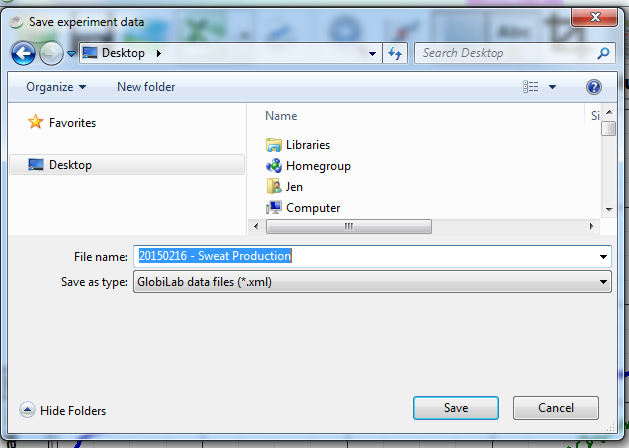 Save experiment data
Desktop
Search Desktop
Organize
New folder
Favorites
Desktop
Name
Si
Libraries
Homegroup
Jen
Computer
File name:
20150216 - Sweat Production
Save as type:
GlobiLab data files (*.xml)
Hide Folders
Save
Cancel